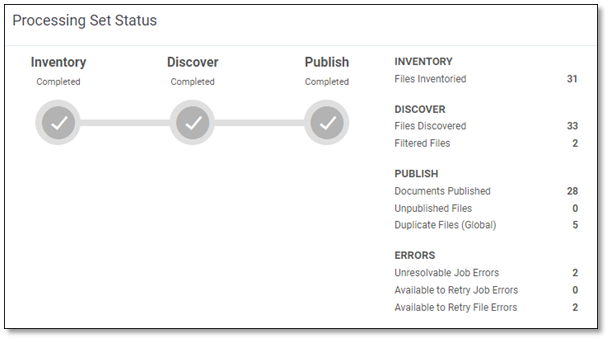 Processing Set Status
Inventory Discover Publish
Completed Completed Completed
INVENTORY
Files Inventoried 31
DISCOVER
Files Discovered 33
Filtered Files 2
PUBLISH
Documents Published 28
Unpublished Files 0
Duplicate Files (Global) 5
ERRORS
Unresolvable Job Errors 2
Available to Retry Job Errors 0
Available to Retry File Errors 2